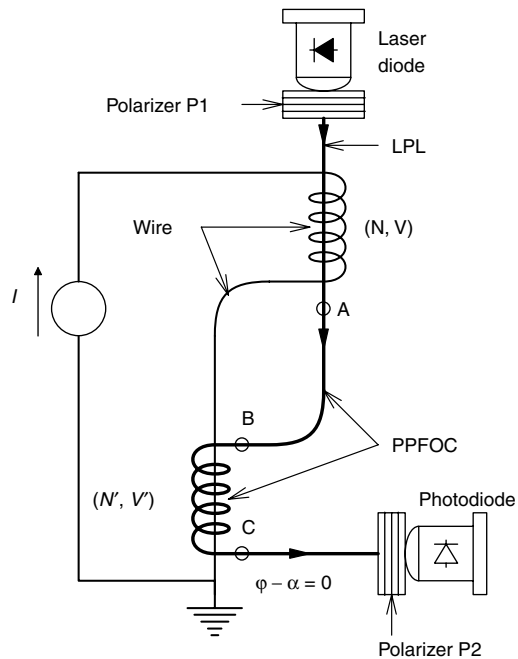 Laser
diode
Polarizer P1
LPL
Wire
(N, V)
I
A
B
PPFOC
(N′, V′)
Photodiode
C
φ – α = 0
Polarizer P2